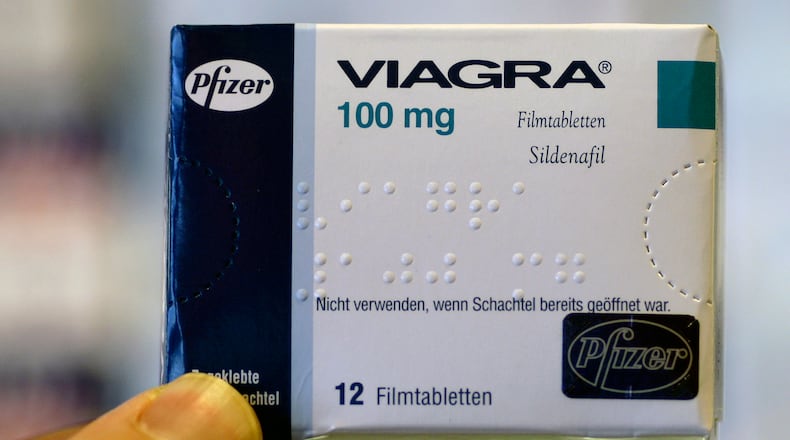 Pfizer
VIAGRA®
100 mg
Filmtabletten
Sildenafil
Nicht verwenden, wenn Schachtel bereits geöffnet war.
Pfizer
12 Filmtabletten